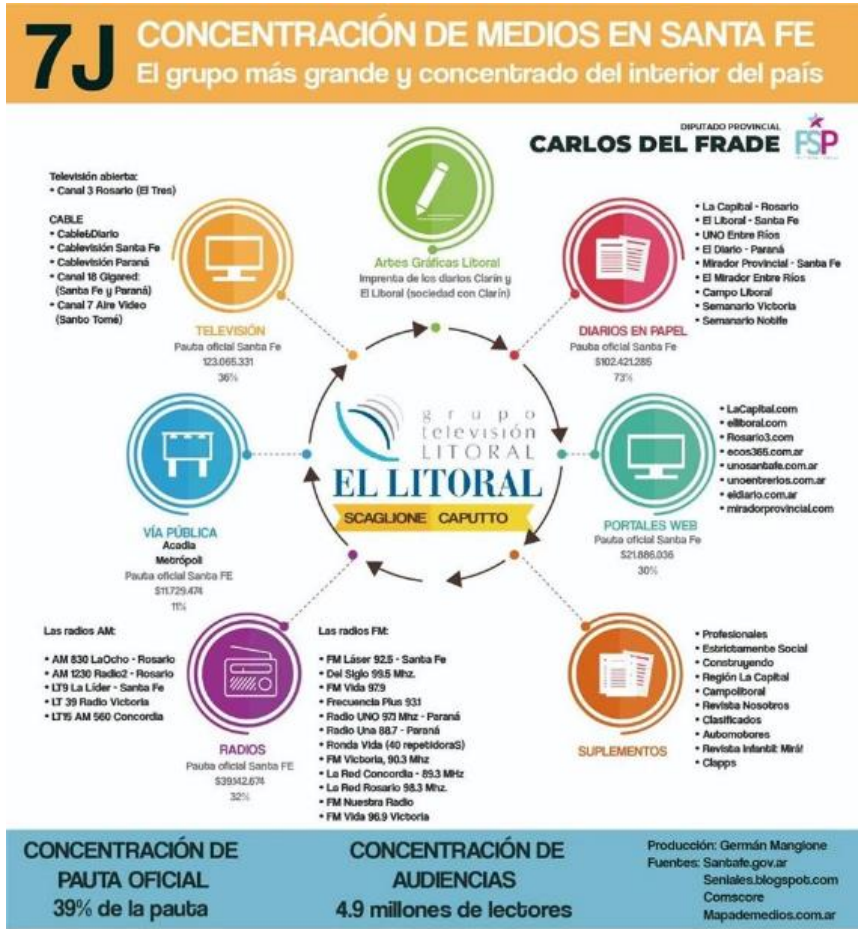 7J
CONCENTRACIÓN DE MEDIOS EN SANTA FE
El grupo más grande y concentrado del interior del país
DIPUTADO PROVINCIAL
CARLOS DEL FRADE
FSP
Televisión abierta:
• Canal 3 Rosario (El Tres)
CABLE
• Cable&Diario
• Cablevisión Santa Fe
• Cablevisión Paraná
• Canal 18 Gigared:
(Santa Fe y Paraná)
• Canal 7 Aire Video
(Santo Tomé)
TELEVISIÓN
Pauta oficial Santa Fe
123.065.331
36%
Artes Gráficas Litoral
Imprenta de los diarios Clarín y
El Litoral (sociedad con Clarín)
• La Capital - Rosario
• El Litoral - Santa Fe
• UNO Entre Ríos
• El Diario - Paraná
• Mirador Provincial - Santa Fe
• El Mirador Entre Ríos
• Campo Litoral
• Semanario Victoria
• Semanario Notife
DIARIOS EN PAPEL
Pauta oficial Santa Fe
$102.421.285
73%
grupo
televisión
LITORAL
EL LITORAL
SCAGLIONE CAPUTTO
VÍA PÚBLICA
Acadia
Metrópoli
Pauta oficial Santa FE
$11.729.474
11%
• LaCapital.com
• ellitoral.com
• Rosario3.com
• ecos365.com.ar
• unosantafe.com.ar
• unoentrerios.com.ar
• eldiario.com.ar
• miradorprovincial.com
PORTALES WEB
Pauta oficial Santa Fe
$21.886.036
30%
Las radios AM:
• AM 830 LaOcho - Rosario
• AM 1230 Radio2 - Rosario
• LT9 La Líder - Santa Fe
• LT 39 Radio Victoria
• LT15 AM 560 Concordia
RADIOS
Pauta oficial Santa FE
$39.142.674
32%
Las radios FM:
• FM Láser 92.5 - Santa Fe
• Del Siglo 99.5 Mhz.
• FM Vida 97.9
• Frecuencia Plus 93.1
• Radio UNO 97.1 Mhz - Paraná
• Radio Una 88.7 - Paraná
• Ronda Vida (40 repetidoraS)
• FM Victoria, 90.3 Mhz
• La Red Concordia - 89.3 MHz
• La Red Rosario 98.3 Mhz.
• FM Nuestra Radio
• FM Vida 96.9 Victoria
SUPLEMENTOS
• Profesionales
• Estrictamente Social
• Construyendo
• Región La Capital
• Campolitoral
• Revista Nosotros
• Clasificados
• Automotores
• Revista Infantil: Mirá!
• Clapps
CONCENTRACIÓN DE
PAUTA OFICIAL
39% de la pauta
CONCENTRACIÓN DE
AUDIENCIAS
4.9 millones de lectores
Producción: Germán Mangione
Fuentes: Santafe.gov.ar
Seniales.blogspot.com
Comscore
Mapademedios.com.ar